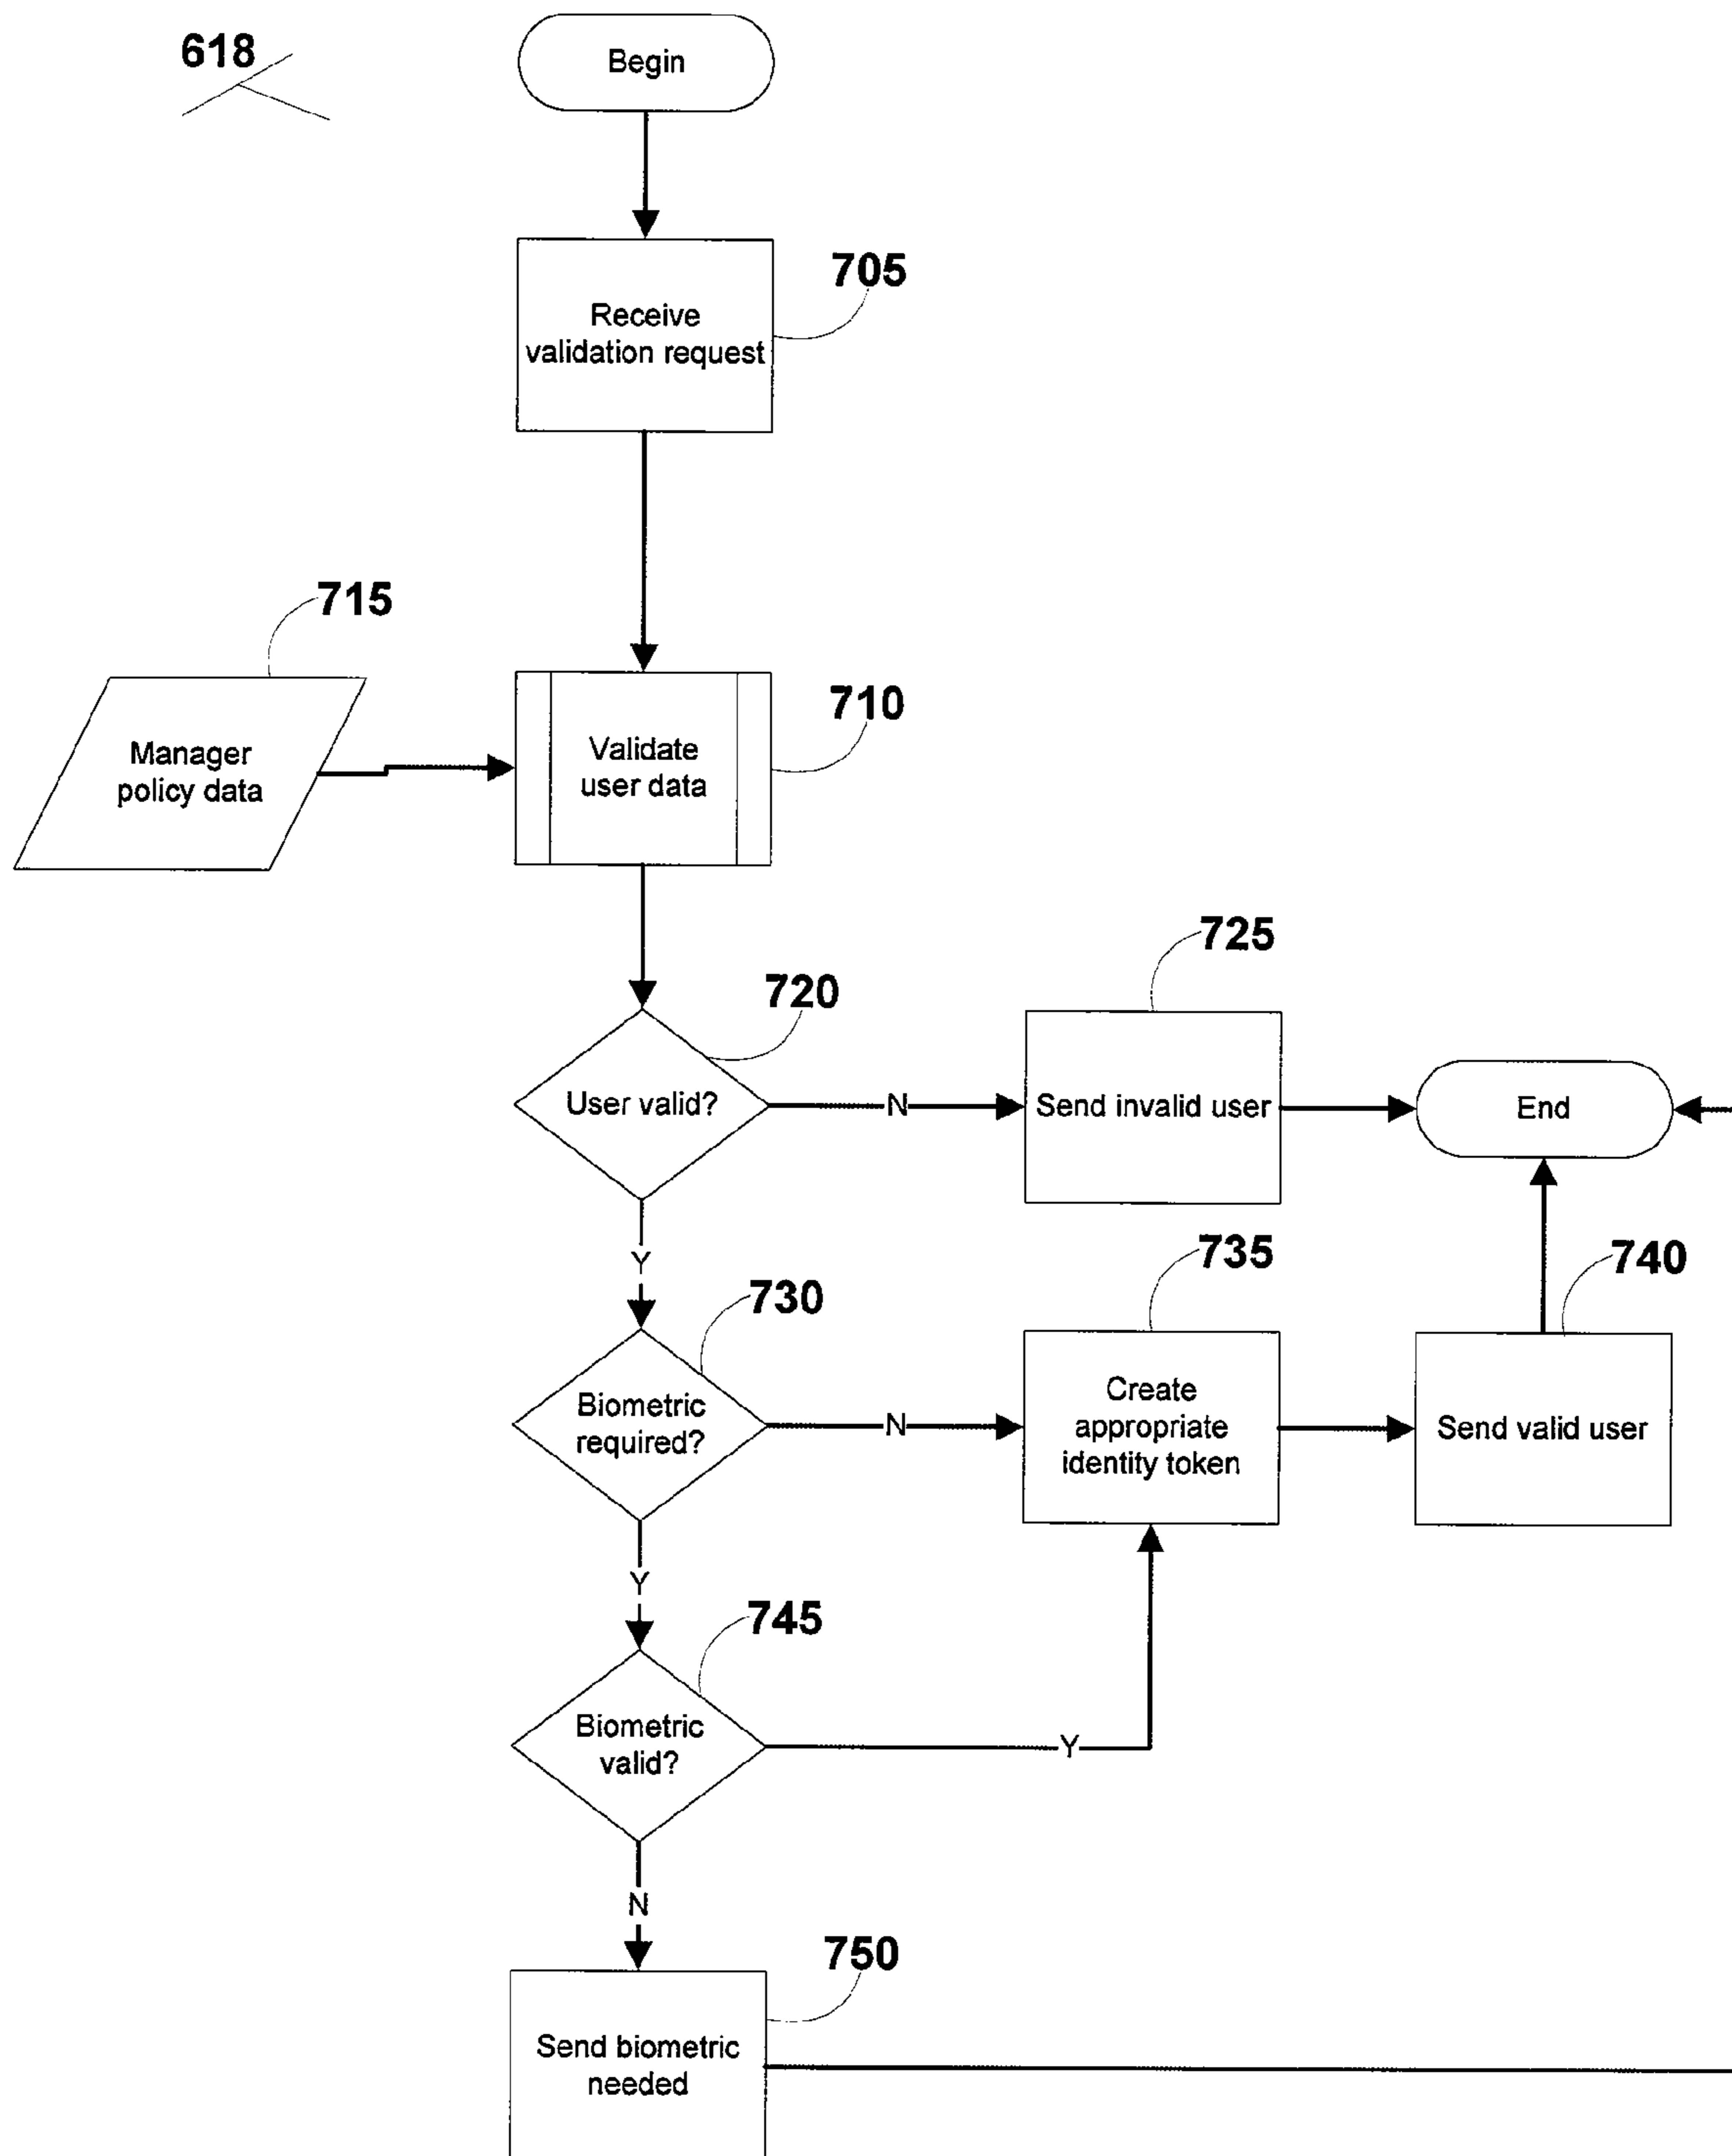 618
Begin
705
Receive
validation request
715
Manager
policy data
710
Validate
user data
720
User valid?
N
725
Send invalid user
End
Y
730
Biometric
required?
N
735
Create
appropriate
identity token
740
Send valid user
Y
745
Biometric
valid?
Y
N
750
Send biometric
needed